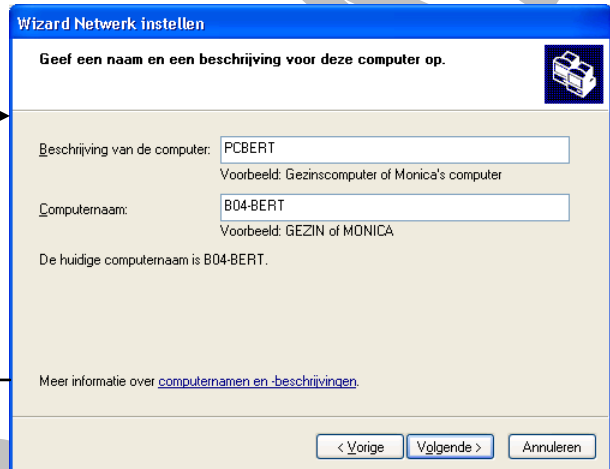 Wizard Netwerk instellen
Geef een naam en een beschrijving voor deze computer op.
Beschrijving van de computer: PCBERT
Voorbeeld: Gezinscomputer of Monica's computer
Computernaam: B04-BERT
Voorbeeld: GEZIN of MONICA
De huidige computernaam is B04-BERT.
Meer informatie over computernamen en -beschrijvingen.
< Vorige Volgende > Annuleren